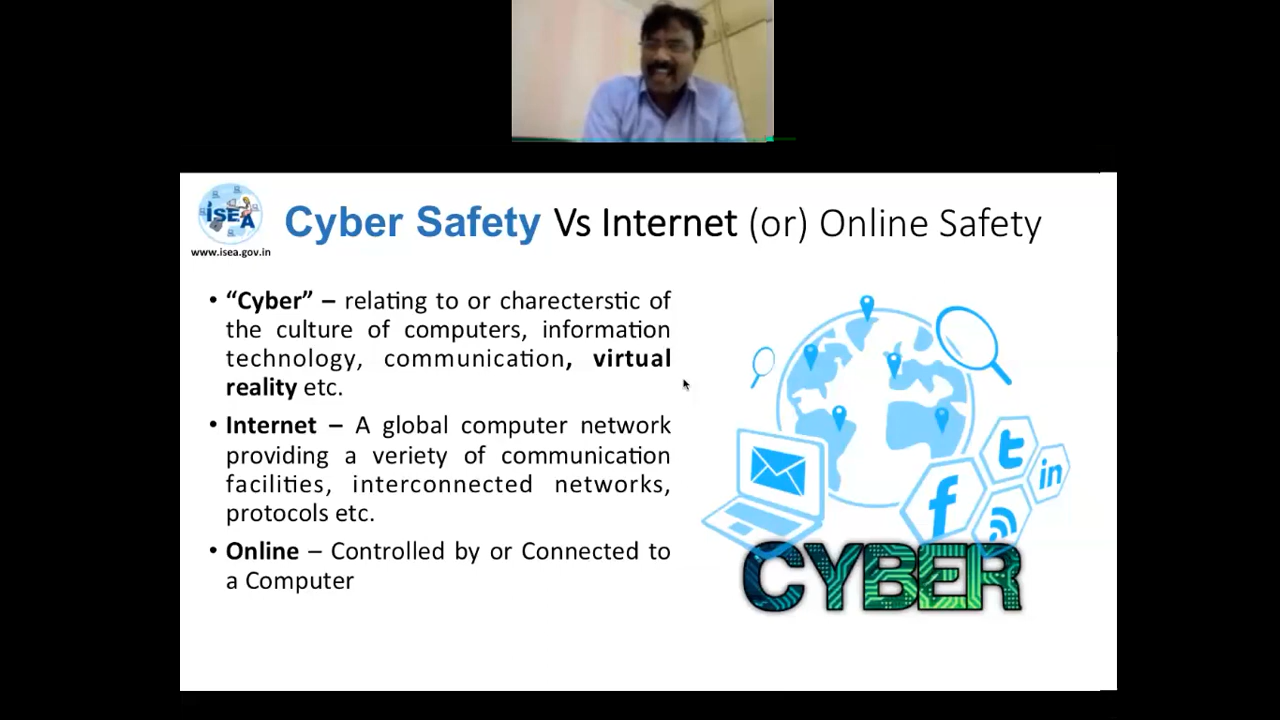 ISEA
www.isea.gov.in
Cyber Safety Vs Internet (or) Online Safety
• “Cyber” – relating to or charecterstic of
the culture of computers, information
technology, communication, virtual
reality etc.
• Internet – A global computer network
providing a veriety of communication
facilities, interconnected networks,
protocols etc.
• Online – Controlled by or Connected to
a Computer
CYBER